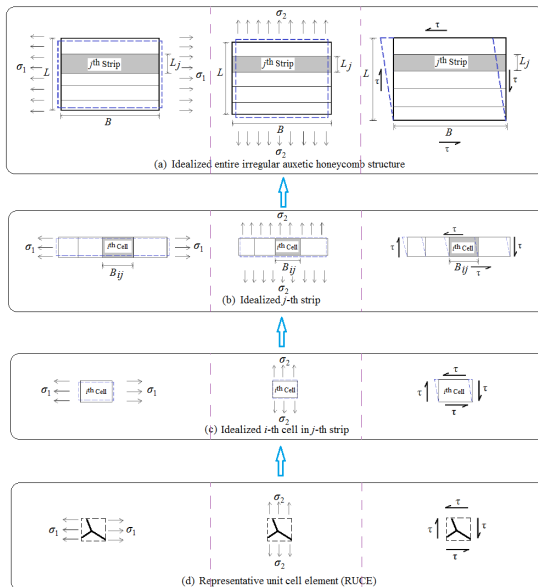 σ2
τ
σ1 L jth Strip Lj σ1
L jth Strip Lj
L jth Strip Lj
τ τ
B
B
B
σ2
τ
(a) Idealized entire irregular auxetic honeycomb structure
σ2
τ
σ1 ith Cell σ1
ith Cell
τ ith Cell τ
Bij
Bij
Bij τ
σ2
(b) Idealized j-th strip
σ2
τ
σ1 ith Cell σ1
ith Cell
τ ith Cell τ
σ2
τ
(c) Idealized i-th cell in j-th strip
σ2
τ
σ1 σ1
τ τ
σ2
τ
(d) Representative unit cell element (RUCE)